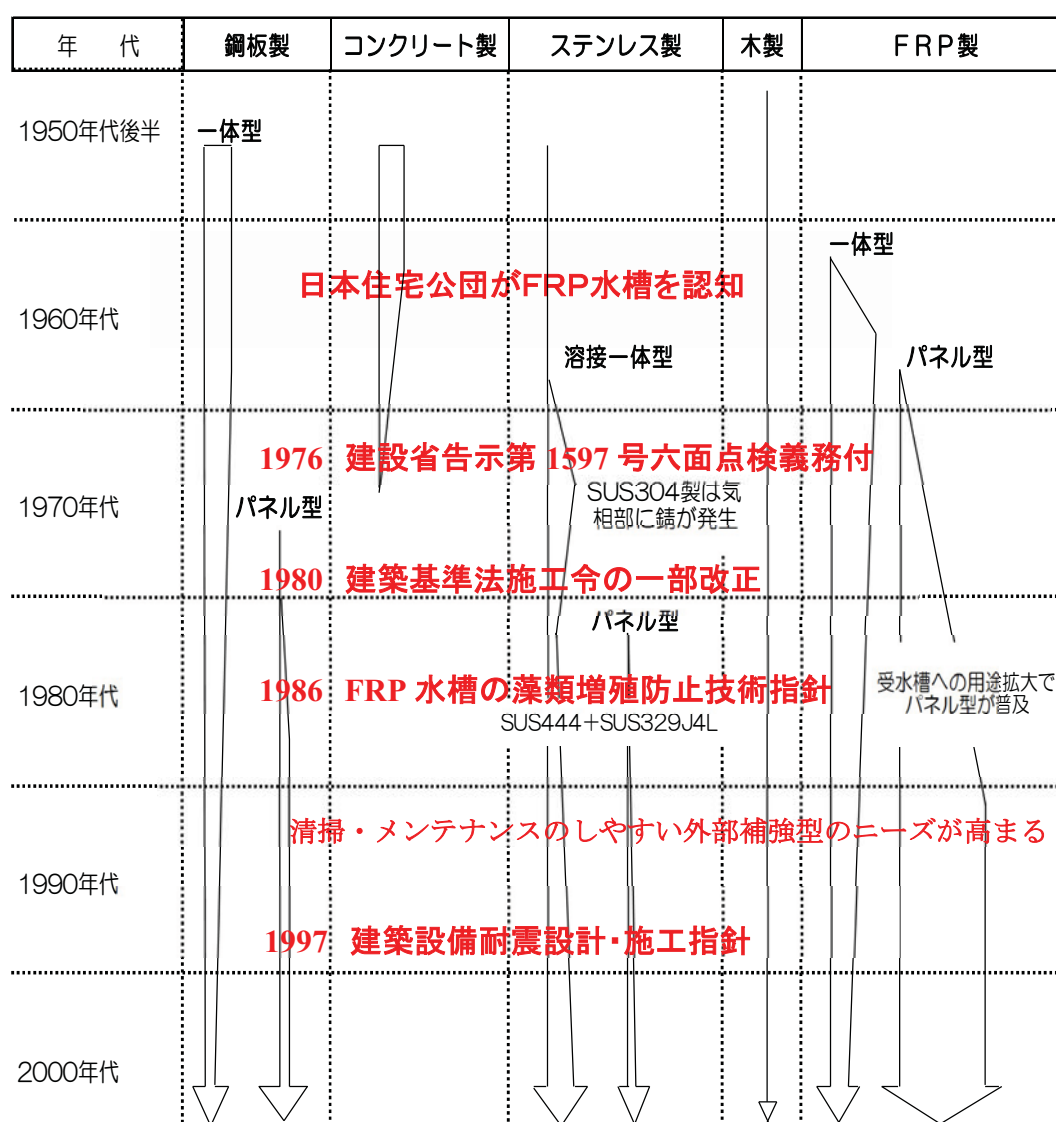 年　代 鋼板製 コンクリート製 ステンレス製 木製 ＦＲＰ製
1950年代後半 一体型
一体型
日本住宅公団がFRP水槽を認知
1960年代
溶接一体型 パネル型
1976 建設省告示第 1597 号六面点検義務付
SUS304製は気
相部に錆が発生
1970年代 パネル型
1980 建築基準法施工令の一部改正
パネル型
1980年代
1986 FRP 水槽の藻類増殖防止技術指針
受水槽への用途拡大で
パネル型が普及
SUS444＋SUS329J4L
清掃・メンテナンスのしやすい外部補強型のニーズが高まる
1990年代
1997 建築設備耐震設計・施工指針
2000年代